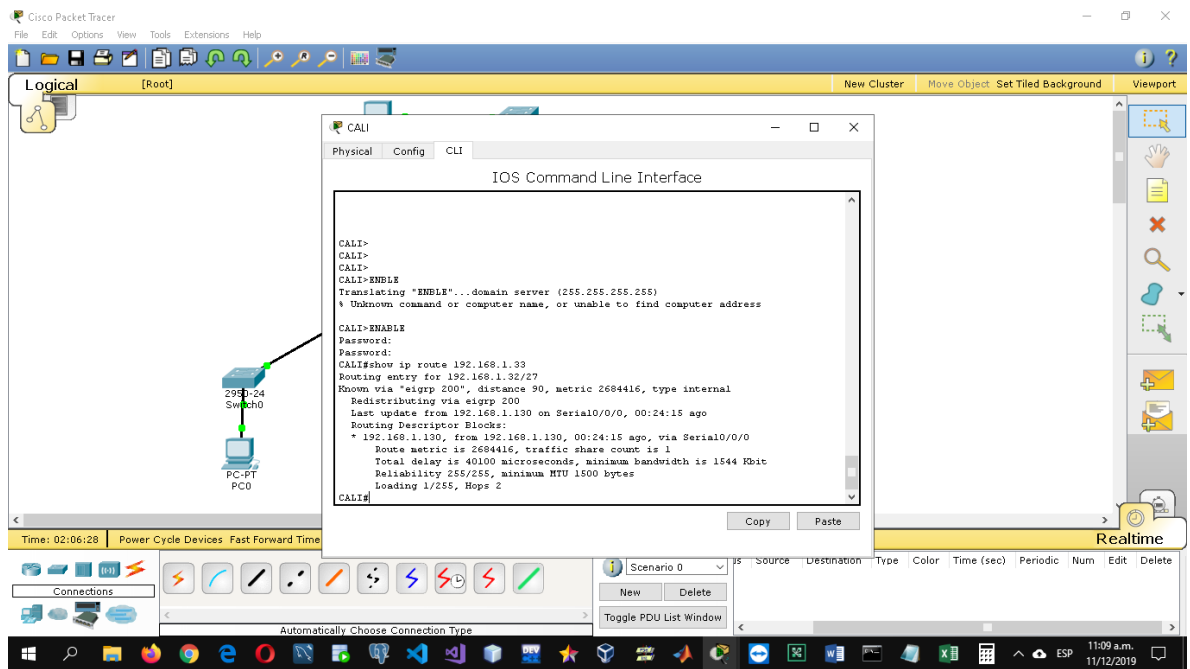 Cisco Packet Tracer
File Edit Options View Tools Extensions Help
Logical [Root] New Cluster Move Object Set Tiled Background Viewport
CALI
Physical Config CLI
IOS Command Line Interface
CALI>
CALI>
CALI>
CALI>ENBLE
Translating "ENBLE"...domain server (255.255.255.255)
% Unknown command or computer name, or unable to find computer address
CALI>ENABLE
Password:
Password:
CALI#show ip route 192.168.1.33
Routing entry for 192.168.1.32/27
Known via "eigrp 200", distance 90, metric 2684416, type internal
Redistributing via eigrp 200
Last update from 192.168.1.130 on Serial0/0/0, 00:24:15 ago
Routing Descriptor Blocks:
* 192.168.1.130, from 192.168.1.130, 00:24:15 ago, via Serial0/0/0
Route metric is 2684416, traffic share count is 1
Total delay is 40100 microseconds, minimum bandwidth is 1544 Kbit
Reliability 255/255, minimum MTU 1500 bytes
Loading 1/255, Hops 2
CALI#
Copy Paste
2950-24
Switch0
PC-PT
PC0
Time: 02:06:28 Power Cycle Devices Fast Forward Time
Realtime
Connections
Automatically Choose Connection Type
Scenario 0
New Delete
Toggle PDU List Window
Source Destination Type Color Time (sec) Periodic Num Edit Delete
DEV
ESP
11:09 a.m.
11/12/2019